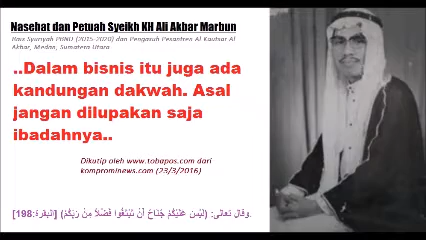 Nasehat dan Petuah Syeikh KH Ali Akbar Marbun
Rais Syuriyah PBNU (2015-2020) dan Pengasuh Pesantren Al Kautsar Al
Akbar, Medan, Sumatera Utara
..Dalam bisnis itu juga ada
kandungan dakwah. Asal
jangan dilupakan saja
ibadahnya..
Dikutip oleh www.tobapos.com dari
komprominews.com (23/3/2016)
وقال تعالى: (لَيْسَ عَلَيْكُمْ جُنَاحٌ أَنْ تَبْتَغُوا فَضْلًا مِنْ رَبِّكُمْ) [البقرة:198].